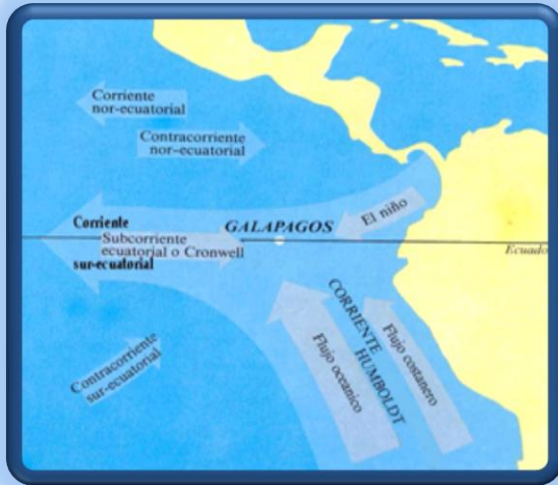 Corriente
nor-ecuatorial
Contracorriente
nor-ecuatorial
El niño
Corriente
GALAPAGOS
Subcorriente
ecuatorial o Cronwell
sur-ecuatorial
Ecuado
CORRIENTE
HUMBOLDT
Flujo oceánico
Flujo costanero
Contracorriente
sur-ecuatorial